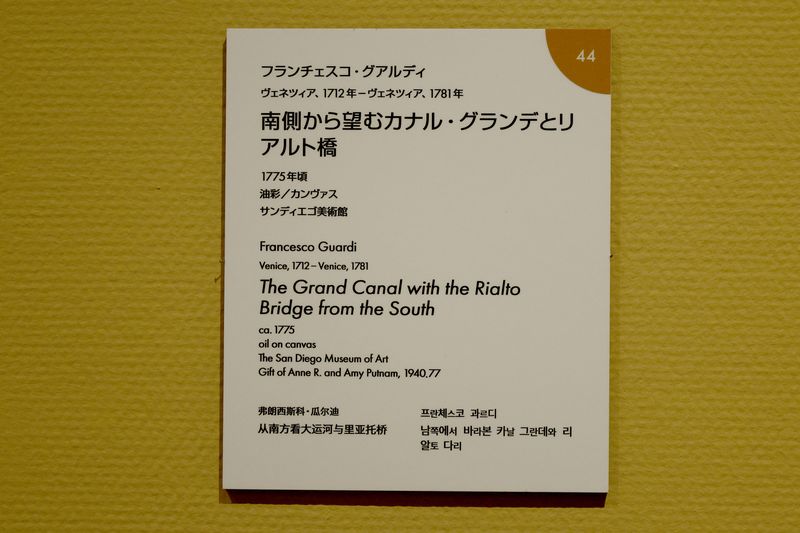 44
フランチェスコ・グアルディ
ヴェネツィア、1712年－ヴェネツィア、1781年
南側から望むカナル・グランデとリ
アルト橋
1775年頃
油彩／カンヴァス
サンディエゴ美術館
Francesco Guardi
Venice, 1712–Venice, 1781
The Grand Canal with the Rialto
Bridge from the South
ca. 1775
oil on canvas
The San Diego Museum of Art
Gift of Anne R. and Amy Putnam, 1940.77
弗朗西斯科・瓜尔迪
从南方看大运河与里亚托桥
프란체스코 과르디
남쪽에서 바라본 카날 그란데와 리
알토 다리